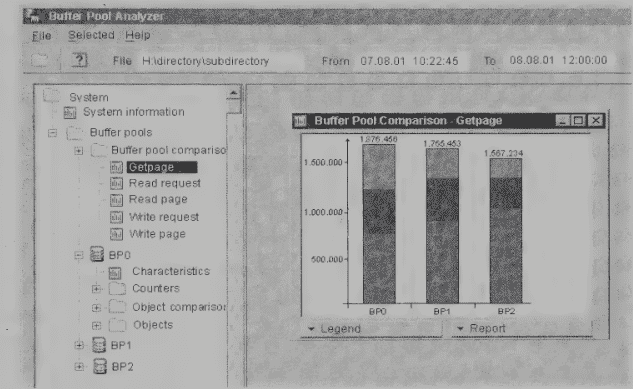 Buffer Pool Analyzer
File Selected Help
File H:\directory\subdirectory From 07.08.01 10:22:45 To 08.08.01 12:00:00
System
System information
Buffer pools
Buffer pool compariso
Getpage
Read request
Read page
Write request
Write page
BP0
Characteristics
Counters
Object comparisor
Objects
BP1
BP2
Buffer Pool Comparison - Getpage
1.876.456 1.765.453 1.567.234
1.500.000
1.000.000
500.000
BP0 BP1 BP2
Legend Report